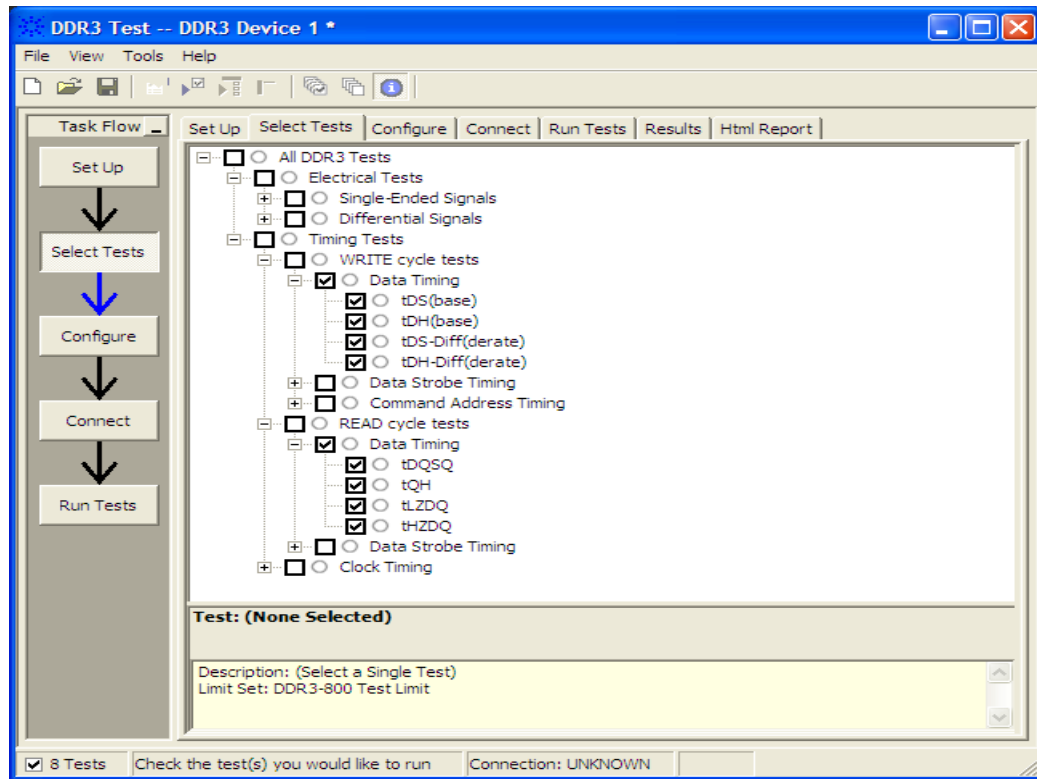 DDR3 Test -- DDR3 Device 1 *
File View Tools Help
Task Flow
Set Up
Select Tests
Configure
Connect
Run Tests
Set Up Select Tests Configure Connect Run Tests Results Html Report
All DDR3 Tests
Electrical Tests
Single-Ended Signals
Differential Signals
Timing Tests
WRITE cycle tests
Data Timing
tDS(base)
tDH(base)
tDS-Diff(derate)
tDH-Diff(derate)
Data Strobe Timing
Command Address Timing
READ cycle tests
Data Timing
tDQSQ
tQH
tLZDQ
tHZDQ
Data Strobe Timing
Clock Timing
Test: (None Selected)
Description: (Select a Single Test)
Limit Set: DDR3-800 Test Limit
8 Tests Check the test(s) you would like to run Connection: UNKNOWN